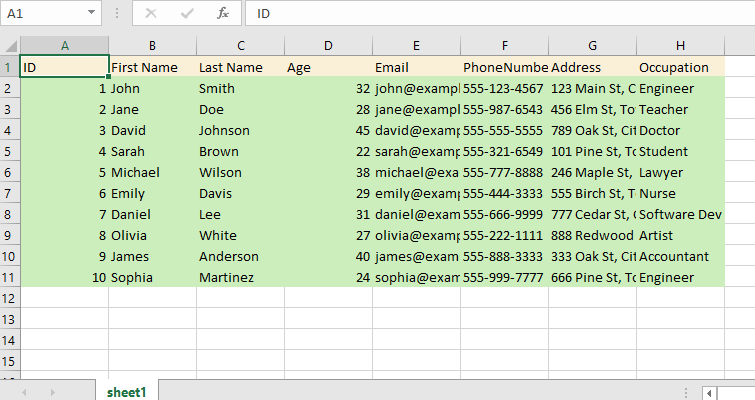 A1 fx ID
A B C D E F G H
1 ID First Name Last Name Age Email PhoneNumbe Address Occupation
2 1 John Smith 32 john@exampl 555-123-4567 123 Main St, C Engineer
3 2 Jane Doe 28 jane@exampl 555-987-6543 456 Elm St, To Teacher
4 3 David Johnson 45 david@exam 555-555-5555 789 Oak St, Cit Doctor
5 4 Sarah Brown 22 sarah@exam 555-321-6549 101 Pine St, To Student
6 5 Michael Wilson 38 michael@exa 555-777-8888 246 Maple St, Lawyer
7 6 Emily Davis 29 emily@exam 555-444-3333 555 Birch St, T Nurse
8 7 Daniel Lee 31 daniel@exam 555-666-9999 777 Cedar St, Software Dev
9 8 Olivia White 27 olivia@exam 555-222-1111 888 Redwood Artist
10 9 James Anderson 40 james@exam 555-888-3333 333 Oak St, Cit Accountant
11 10 Sophia Martinez 24 sophia@exam 555-999-7777 666 Pine St, To Engineer
12
13
14
15
sheet1